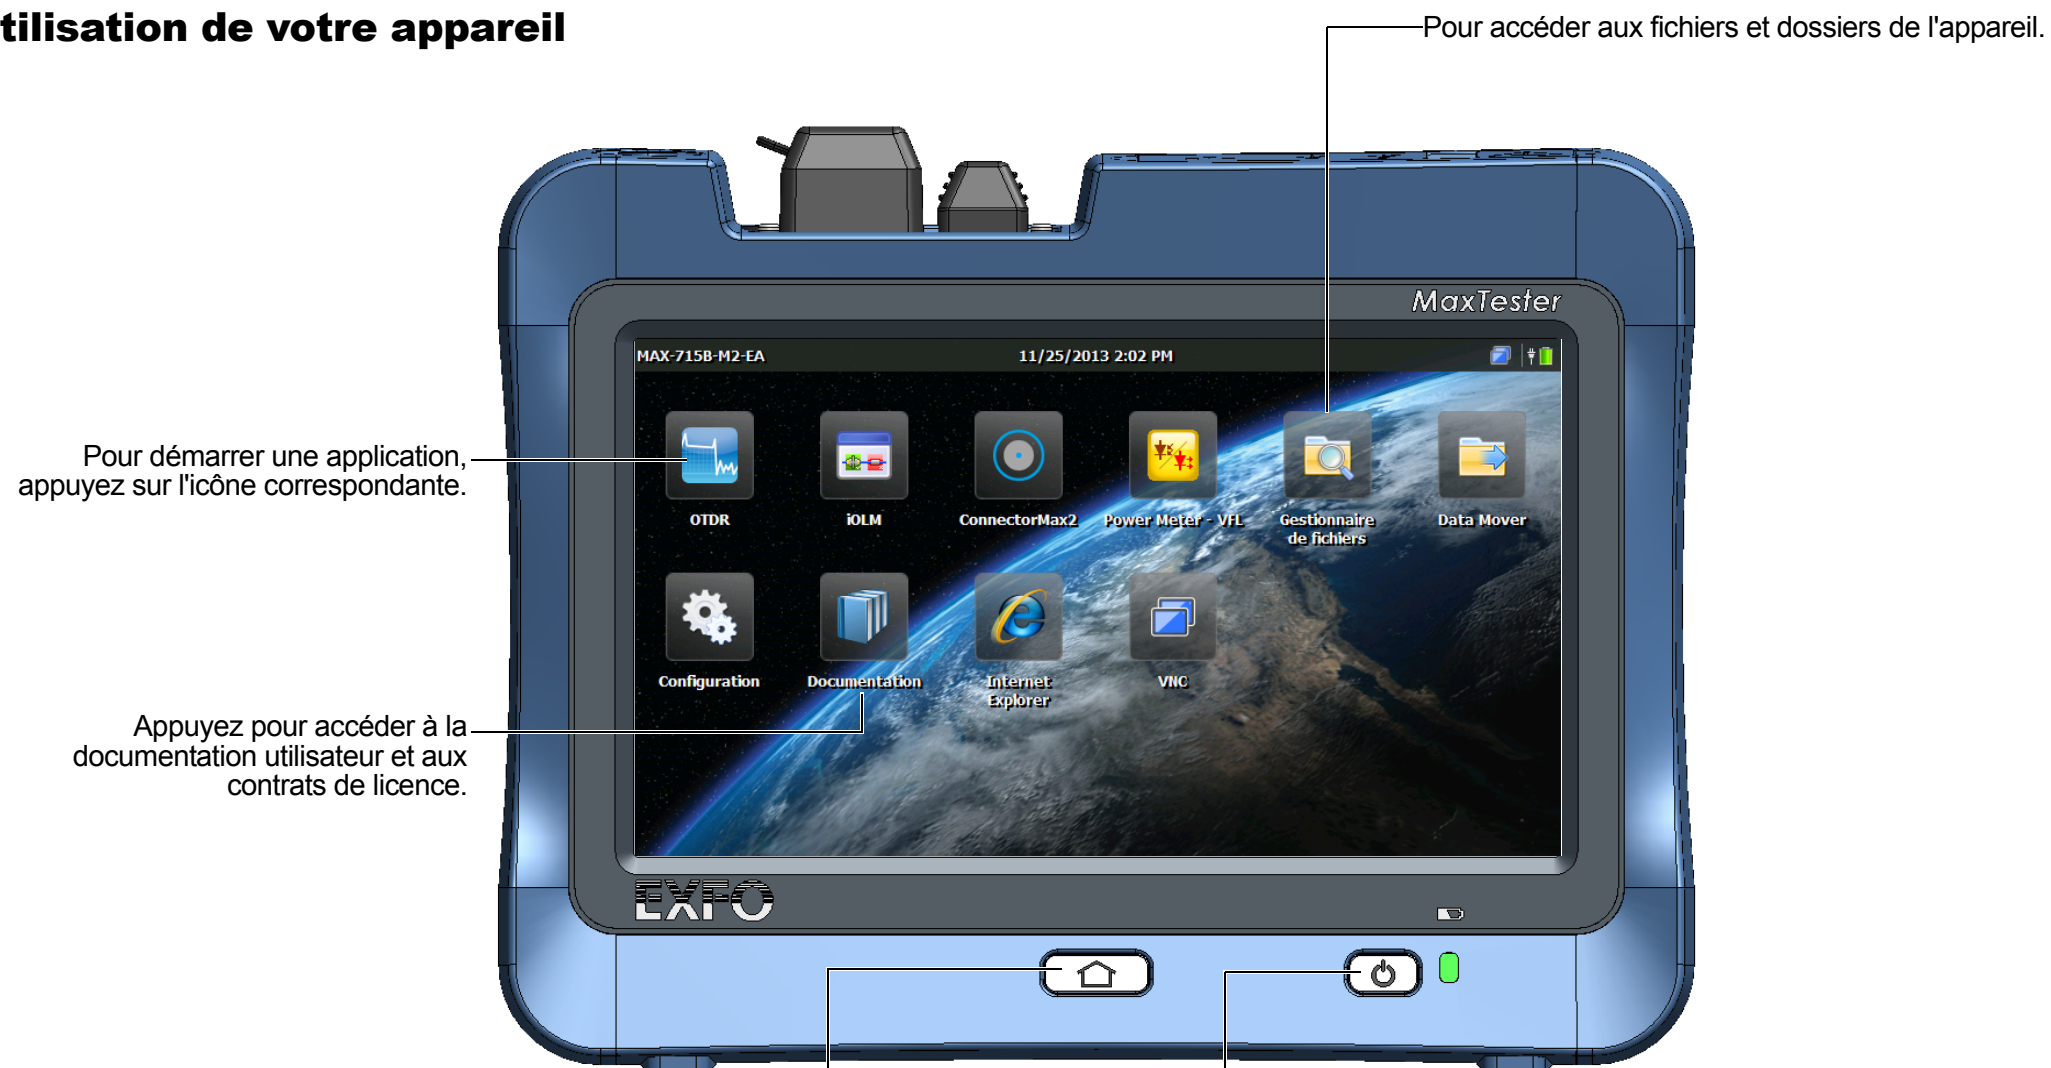 tilisation de votre appareil
Pour accéder aux fichiers et dossiers de l'appareil.
MaxTester
MAX-715B-M2-EA
11/25/2013 2:02 PM
Pour démarrer une application,
appuyez sur l'icône correspondante.
OTDR
iOLM
ConnectorMax2
Power Meter - VFL
Gestionnaire
de fichiers
Data Mover
Configuration
Documentation
Internet
Explorer
VNC
Appuyez pour accéder à la
documentation utilisateur et aux
contrats de licence.
EXFO